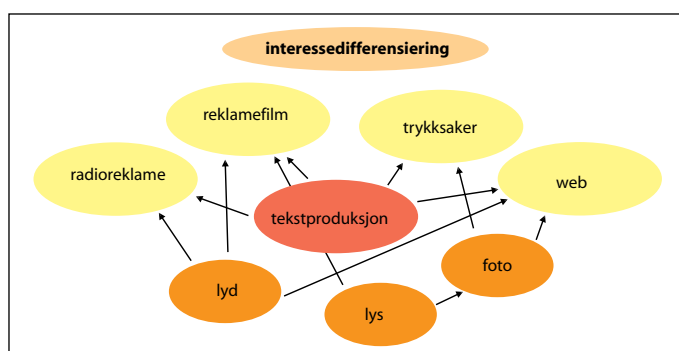 interessedifferensiering
reklamefilm
trykksaker
radioreklame
web
tekstproduksjon
foto
lyd
lys